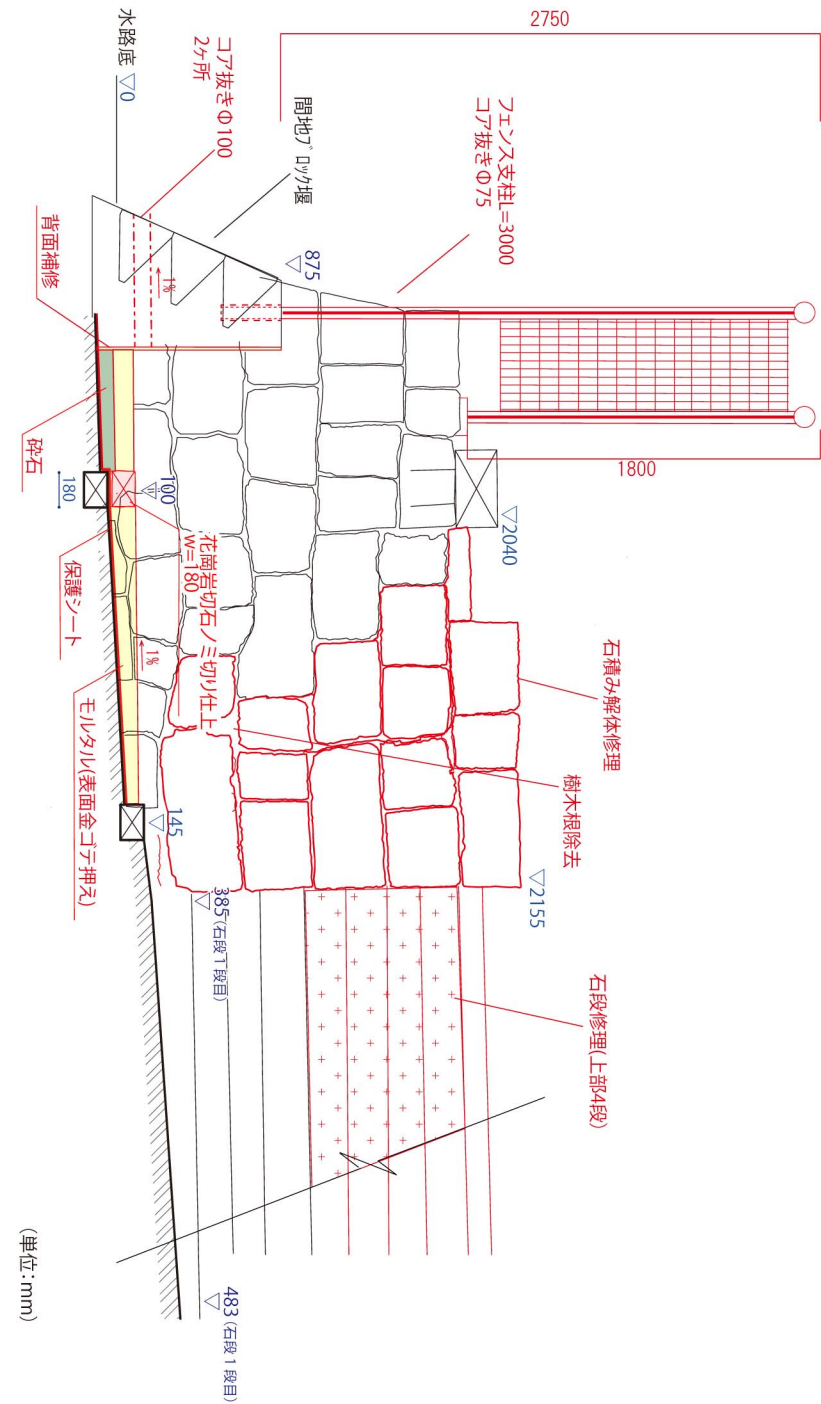 2750
フェンス支柱L=3000
コア抜きΦ75
間地ブロック堰
コア抜きΦ100
2ヶ所
水路底 ▽0
▽875
1%
背面補修
砕石
1800
▽2040
100
180
花崗岩切石ノミ切り仕上
w=180
保護シート
1%
モルタル(表面金ゴテ押え)
▽145
石積み解体修理
樹木根除去
▽2155
▽385(石段1段目)
石段修理(上部4段)
▽483(石段1段目)
(単位:mm)